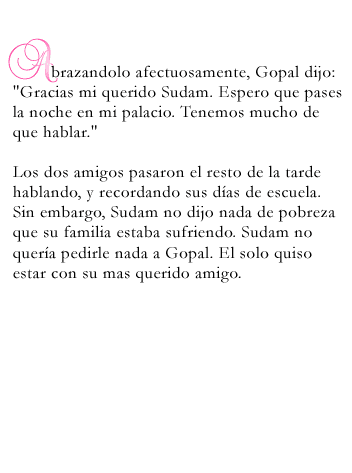 Abrazandolo afectuosamente, Gopal dijo:
"Gracias mi querido Sudam. Espero que pases
la noche en mi palacio. Tenemos mucho de
que hablar."
Los dos amigos pasaron el resto de la tarde
hablando, y recordando sus días de escuela.
Sin embargo, Sudam no dijo nada de pobreza
que su familia estaba sufriendo. Sudam no
quería pedirle nada a Gopal. El solo quiso
estar con su mas querido amigo.